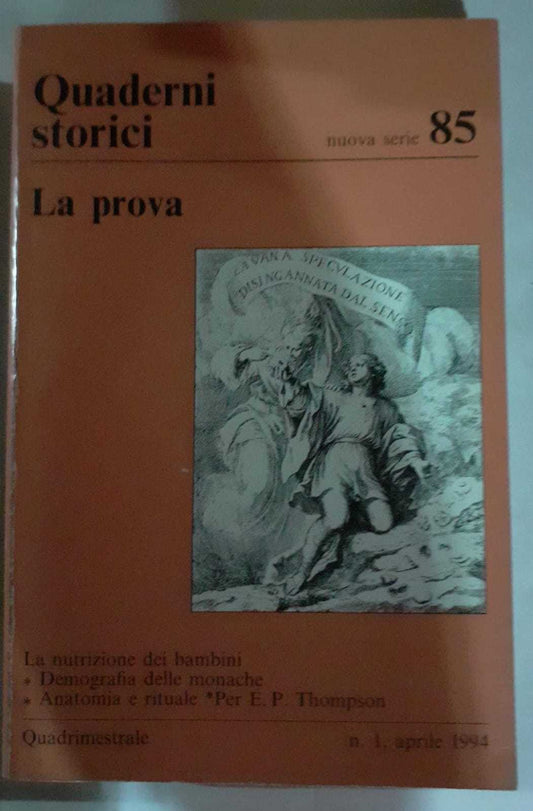 Quaderni
storici
nuova serie 85
La prova
LA VANA SPECVLAZIONE
DISINGANNATA DAL SENSO
La nutrizione dei bambini
* Demografia delle monache
* Anatomia e rituale *Per E. P. Thompson
Quadrimestrale
n. 1, aprile 1994